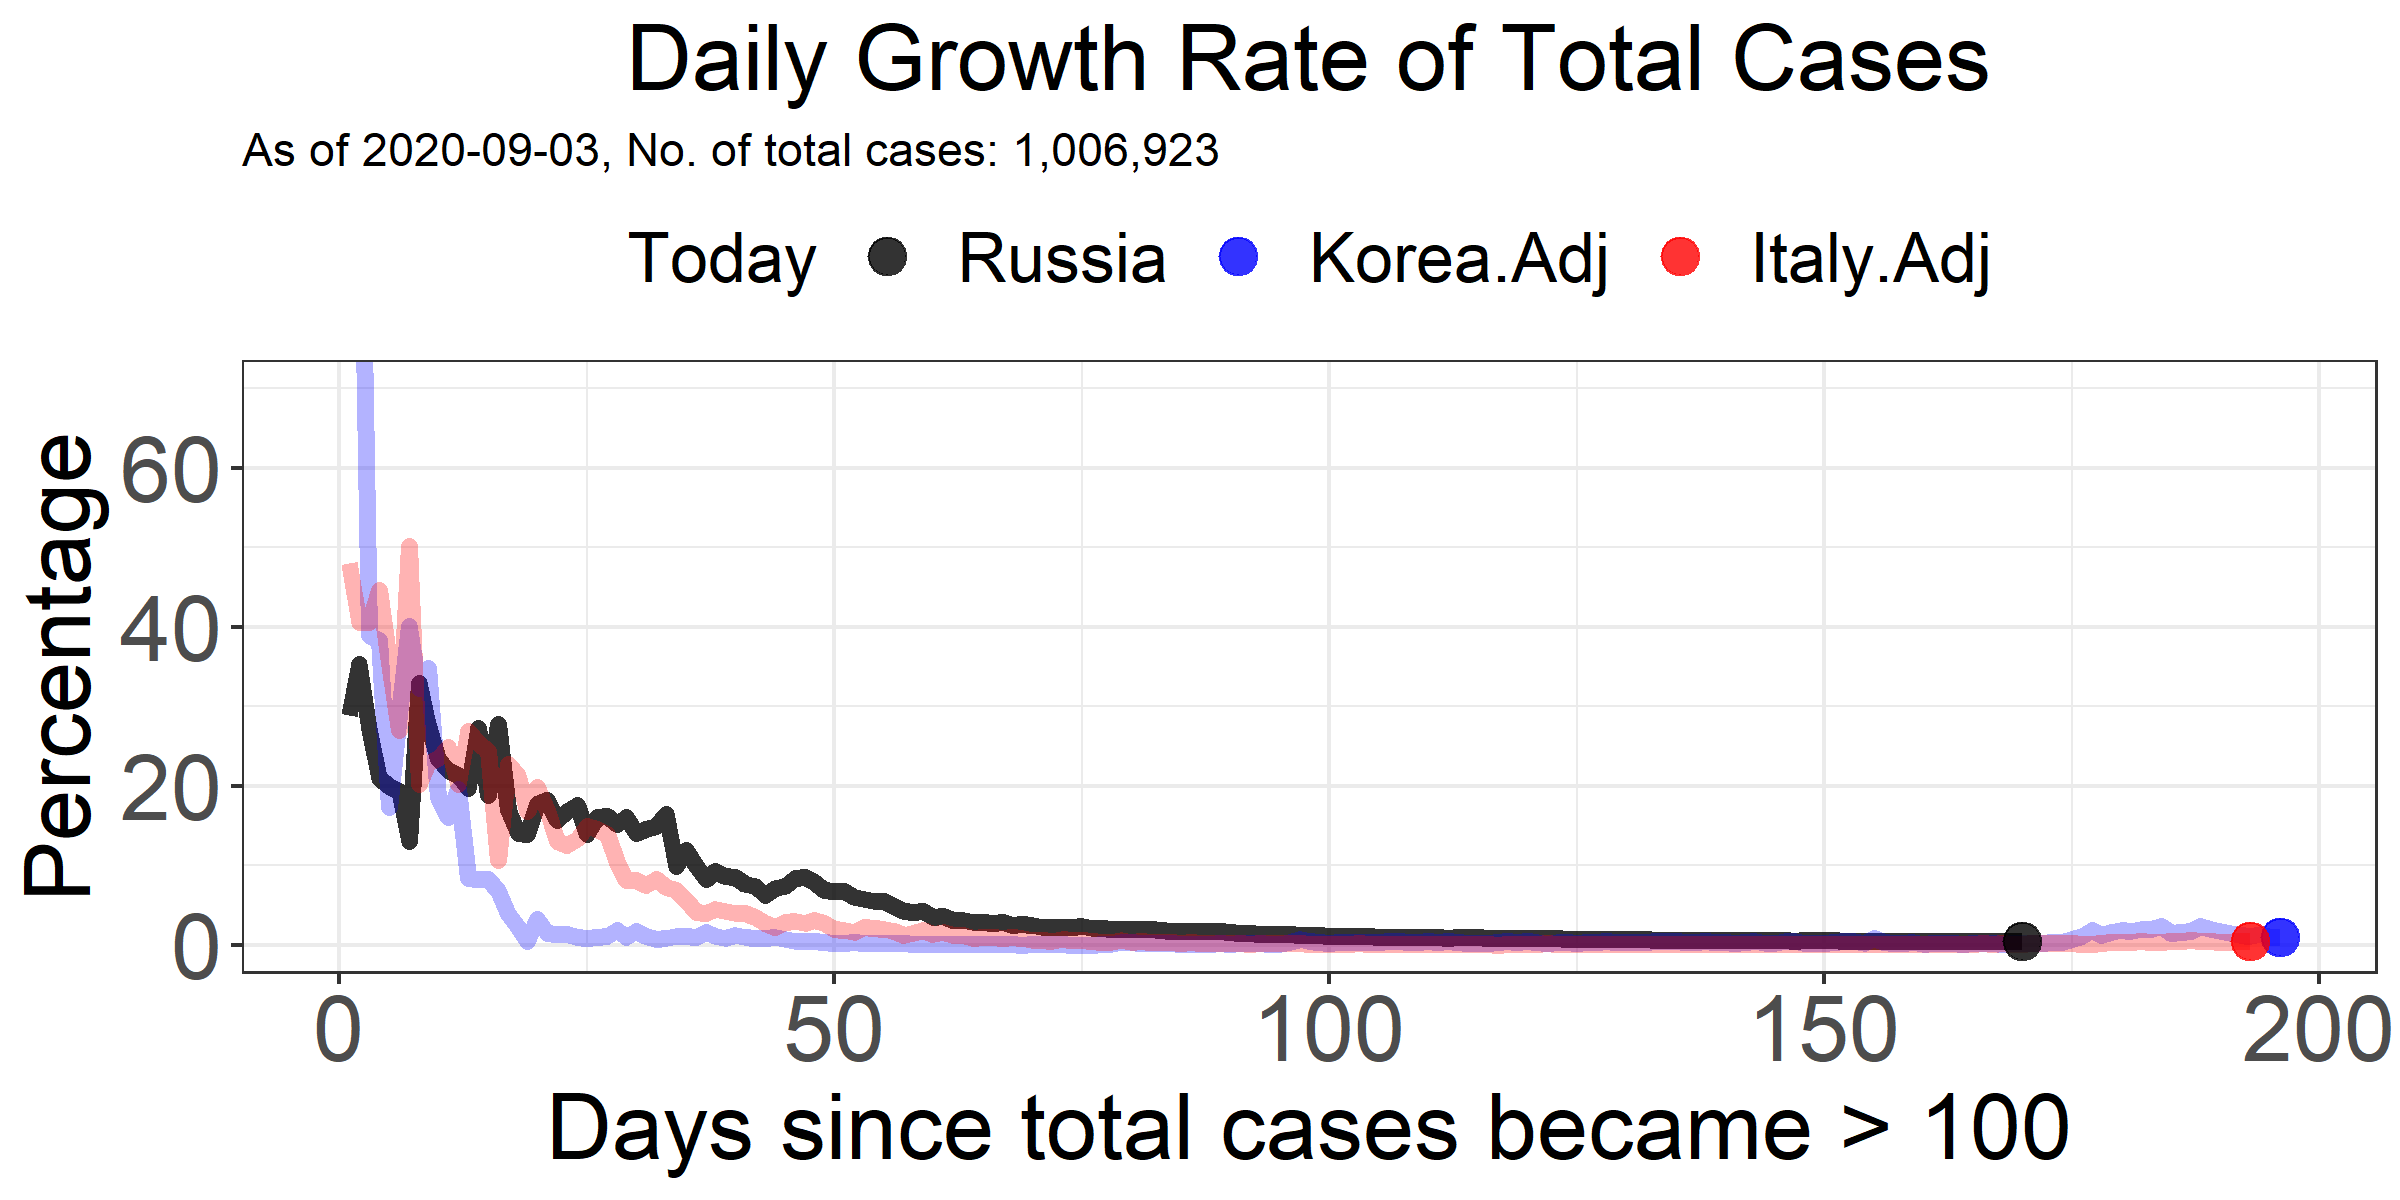 Daily Growth Rate of Total Cases
As of 2020-09-03, No. of total cases: 1,006,923
Today Russia Korea.Adj Italy.Adj
Percentage
60
40
20
0
0 50 100 150 200
Days since total cases became > 100